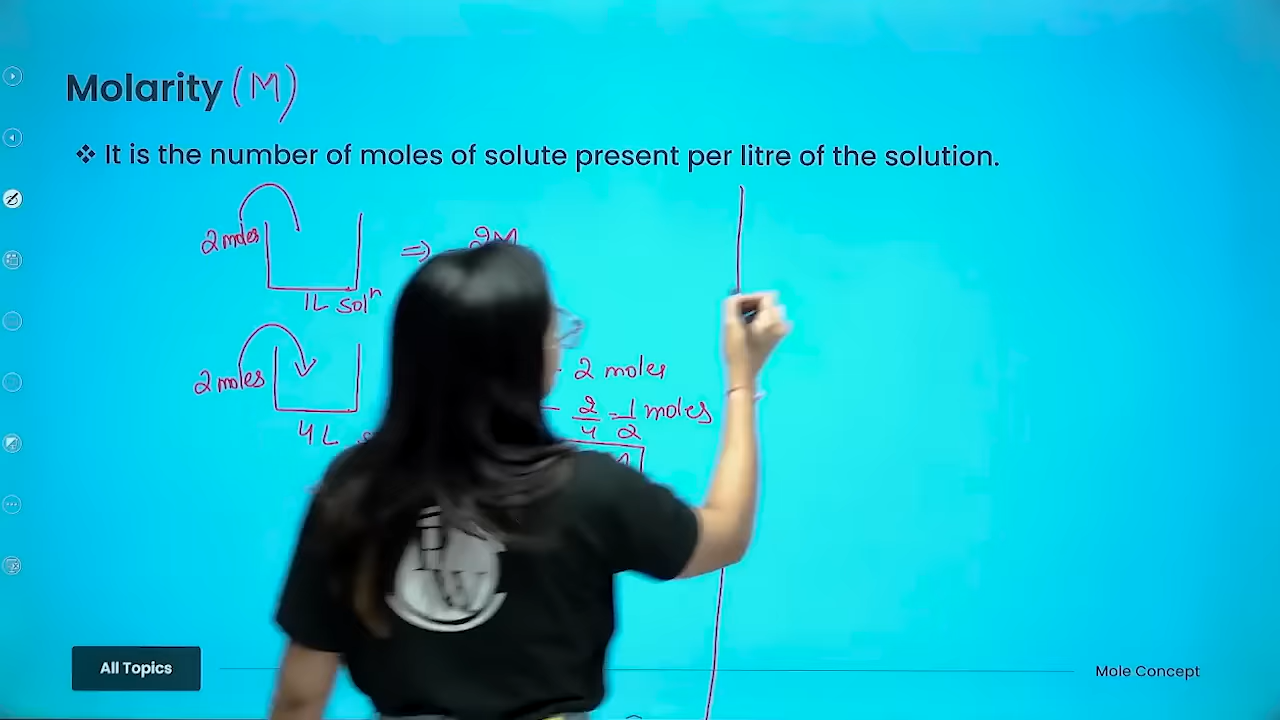 Molarity (M)
❖ It is the number of moles of solute present per litre of the solution.
2 moles
⇒ 2M
1L solⁿ
2 moles
2 moles
4L
2/4 = 1/2 moles
All Topics
Mole Concept